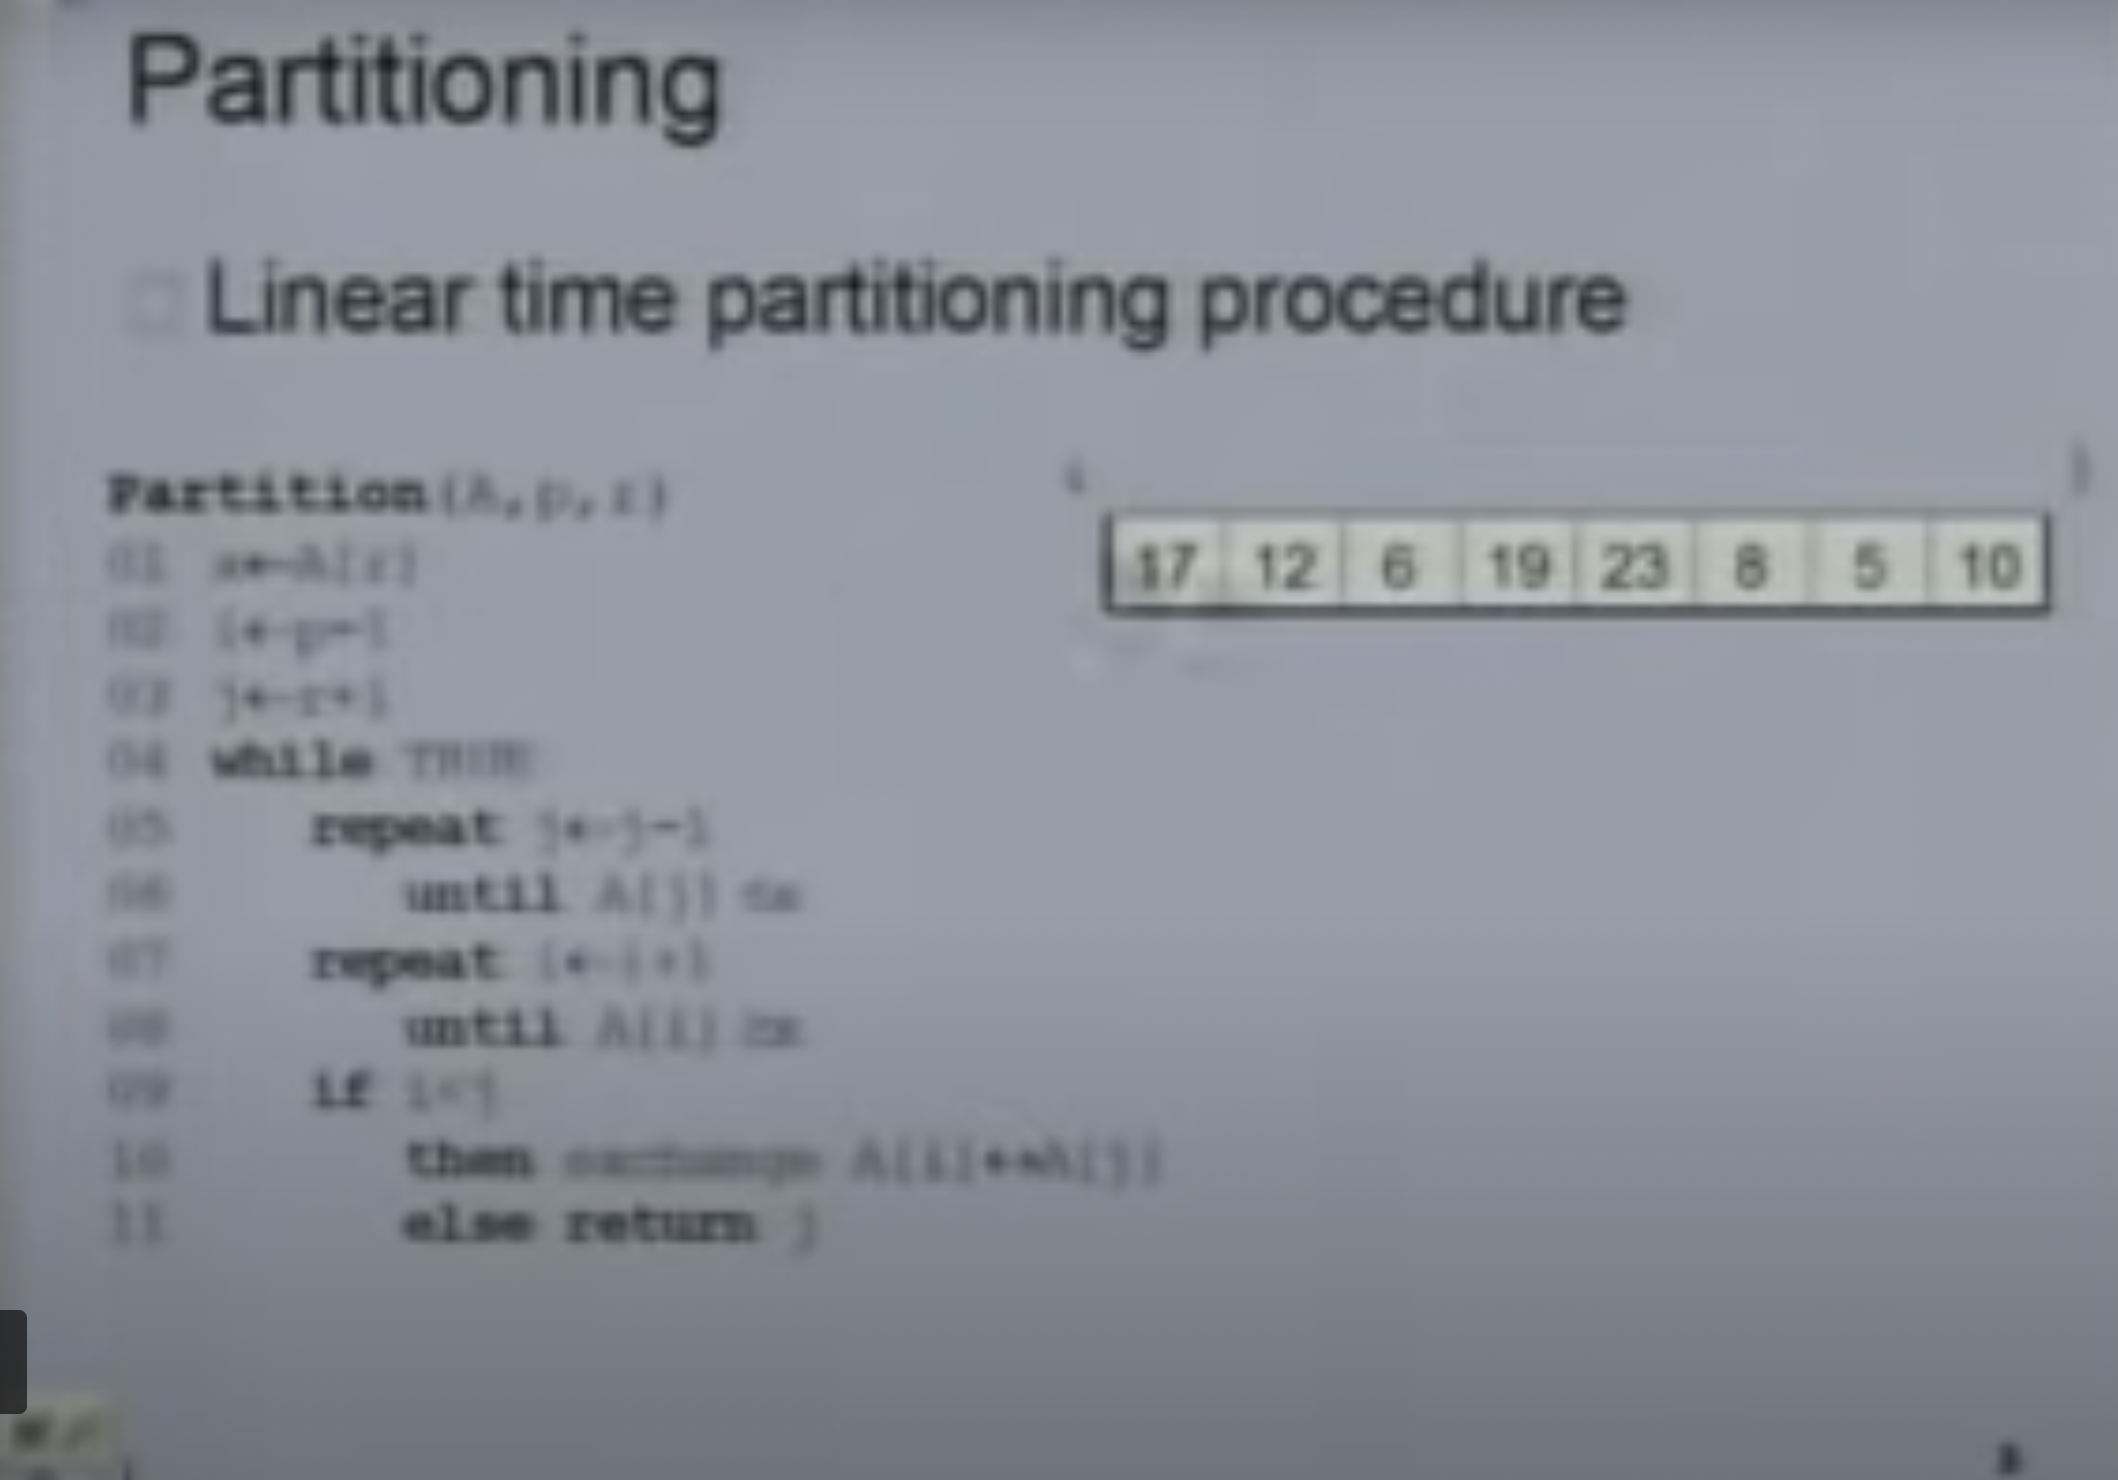 Partitioning
Linear time partitioning procedure
Partition(A,p,r)
01 x←A[r]
02 i←p-1
03 j←r+1
04 while TRUE
05 repeat j←j-1
06 until A[j] ≤x
07 repeat i←i+1
08 until A[i] ≥x
09 if i<j
10 then exchange A[i]↔A[j]
11 else return j
i j
17 12 6 19 23 8 5 10